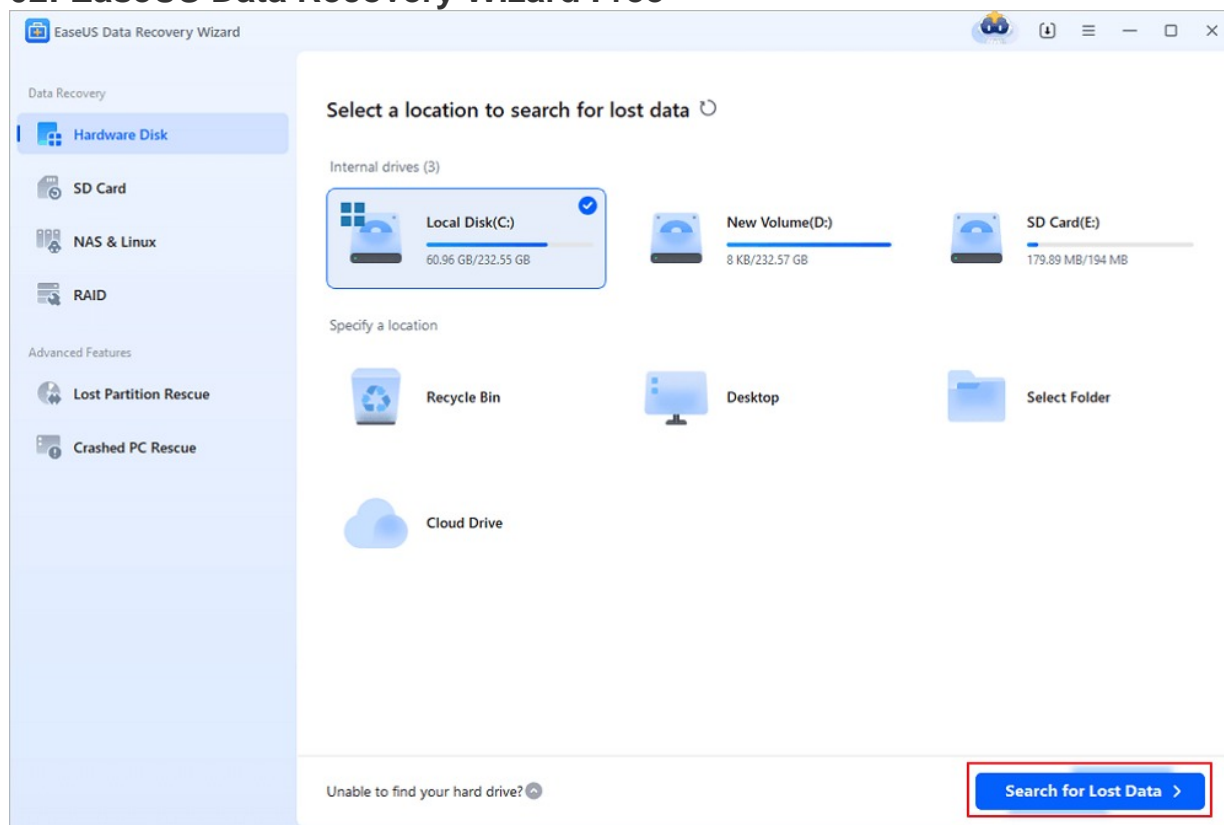 EaseUS Data Recovery Wizard
Data Recovery
Hardware Disk
SD Card
NAS & Linux
RAID
Advanced Features
Lost Partition Rescue
Crashed PC Rescue
Select a location to search for lost data
Internal drives (3)
Local Disk(C:)
60.96 GB/232.55 GB
New Volume(D:)
8 KB/232.57 GB
SD Card(E:)
179.89 MB/194 MB
Specify a location
Recycle Bin
Desktop
Select Folder
Cloud Drive
Unable to find your hard drive?
Search for Lost Data